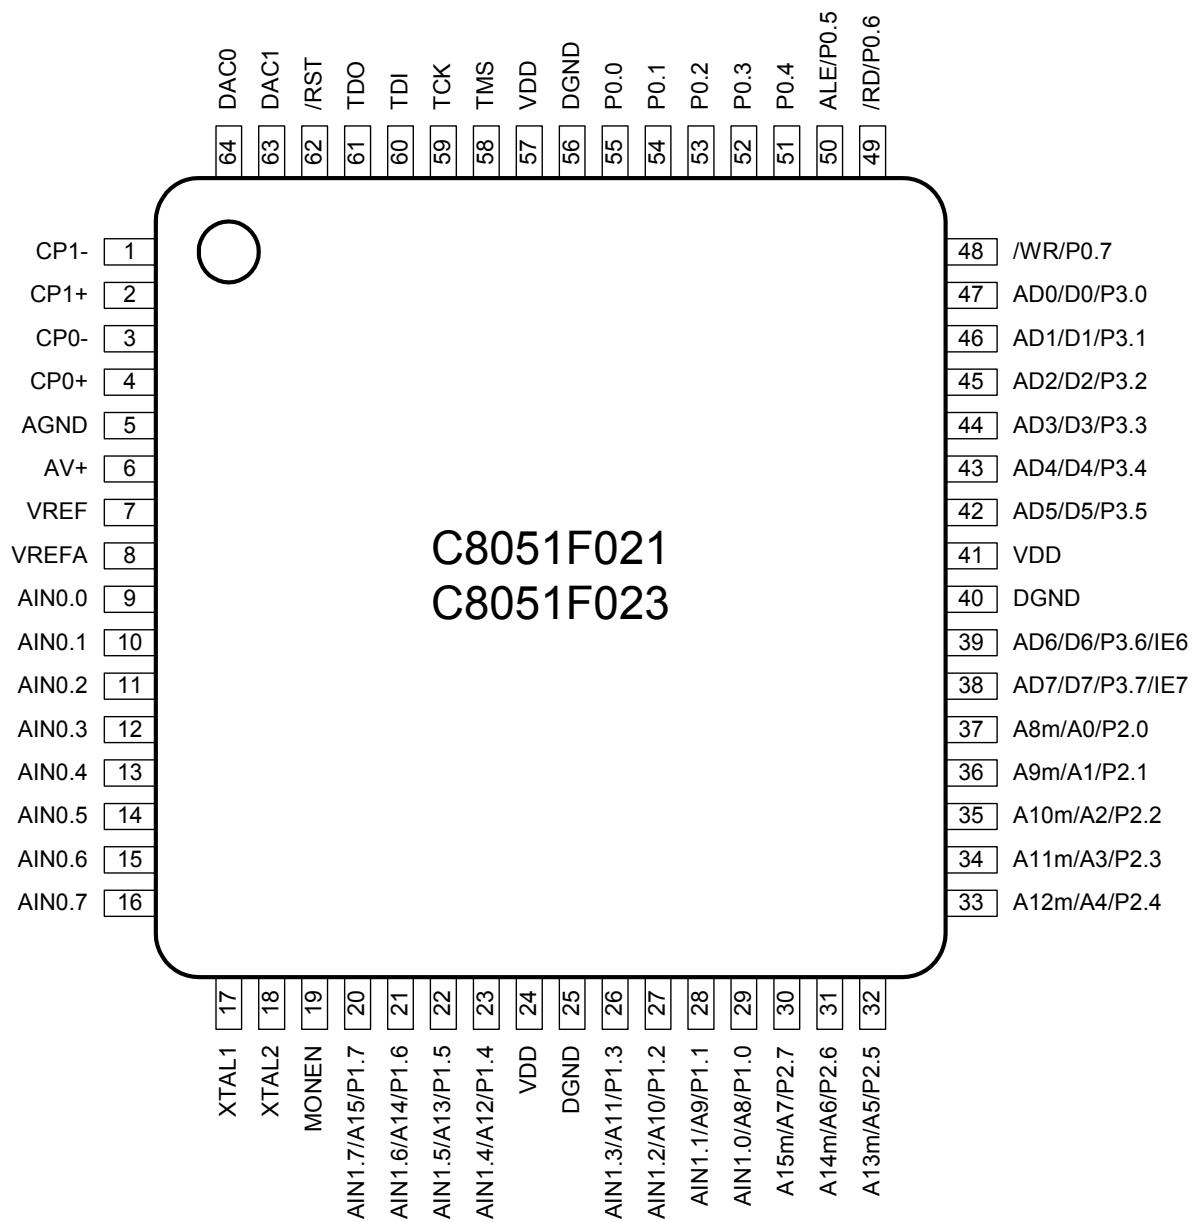 DAC0
DAC1
/RST
TDO
TDI
TCK
TMS
VDD
DGND
P0.0
P0.1
P0.2
P0.3
P0.4
ALE/P0.5
/RD/P0.6
64
63
62
61
60
59
58
57
56
55
54
53
52
51
50
49
CP1- 1
CP1+ 2
CP0- 3
CP0+ 4
AGND 5
AV+ 6
VREF 7
VREFA 8
AIN0.0 9
AIN0.1 10
AIN0.2 11
AIN0.3 12
AIN0.4 13
AIN0.5 14
AIN0.6 15
AIN0.7 16
C8051F021
C8051F023
48 /WR/P0.7
47 AD0/D0/P3.0
46 AD1/D1/P3.1
45 AD2/D2/P3.2
44 AD3/D3/P3.3
43 AD4/D4/P3.4
42 AD5/D5/P3.5
41 VDD
40 DGND
39 AD6/D6/P3.6/IE6
38 AD7/D7/P3.7/IE7
37 A8m/A0/P2.0
36 A9m/A1/P2.1
35 A10m/A2/P2.2
34 A11m/A3/P2.3
33 A12m/A4/P2.4
17
18
19
20
21
22
23
24
25
26
27
28
29
30
31
32
XTAL1
XTAL2
MONEN
AIN1.7/A15/P1.7
AIN1.6/A14/P1.6
AIN1.5/A13/P1.5
AIN1.4/A12/P1.4
VDD
DGND
AIN1.3/A11/P1.3
AIN1.2/A10/P1.2
AIN1.1/A9/P1.1
AIN1.0/A8/P1.0
A15m/A7/P2.7
A14m/A6/P2.6
A13m/A5/P2.5